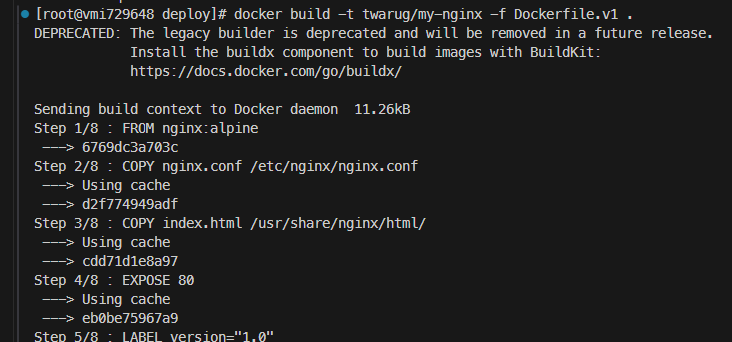 [root@vmi729648 deploy]# docker build -t twarug/my-nginx -f Dockerfile.v1 .
DEPRECATED: The legacy builder is deprecated and will be removed in a future release.
            Install the buildx component to build images with BuildKit:
            https://docs.docker.com/go/buildx/

Sending build context to Docker daemon  11.26kB
Step 1/8 : FROM nginx:alpine
 ---> 6769dc3a703c
Step 2/8 : COPY nginx.conf /etc/nginx/nginx.conf
 ---> Using cache
 ---> d2f774949adf
Step 3/8 : COPY index.html /usr/share/nginx/html/
 ---> Using cache
 ---> cdd71d1e8a97
Step 4/8 : EXPOSE 80
 ---> Using cache
 ---> eb0be75967a9
Step 5/8 : LABEL version="1.0"